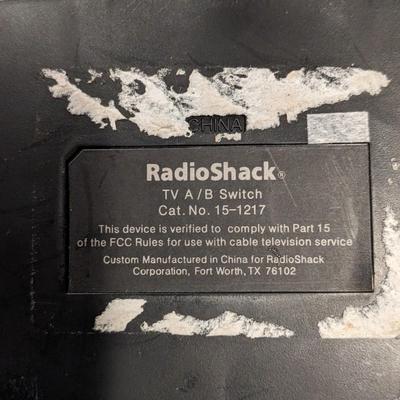 CHINA
RadioShack®
TV A/B Switch
Cat. No. 15-1217
This device is verified to comply with Part 15
of the FCC Rules for use with cable television service
Custom Manufactured in China for RadioShack
Corporation, Fort Worth, TX 76102